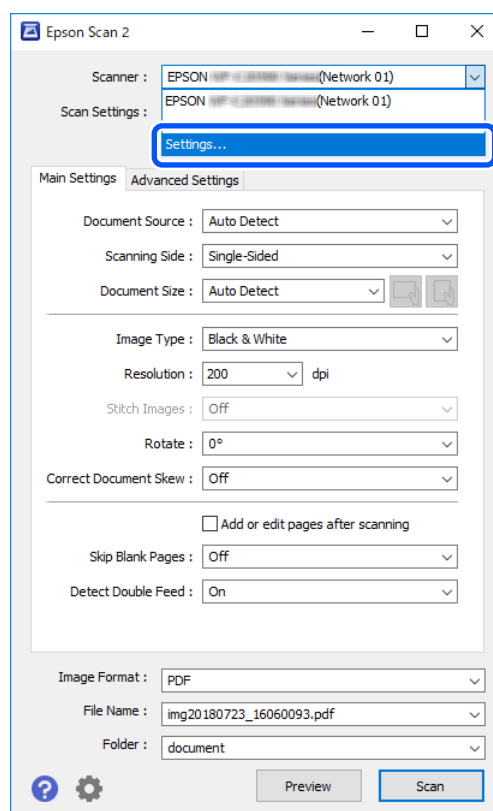 Epson Scan 2
Scanner : EPSON (Network 01)
EPSON (Network 01)
Scan Settings :
Settings...
Main Settings Advanced Settings
Document Source : Auto Detect
Scanning Side : Single-Sided
Document Size : Auto Detect
Image Type : Black & White
Resolution : 200 dpi
Stitch Images : Off
Rotate : 0°
Correct Document Skew : Off
Add or edit pages after scanning
Skip Blank Pages : Off
Detect Double Feed : On
Image Format : PDF
File Name : img20180723_16060093.pdf
Folder : document
? Preview Scan